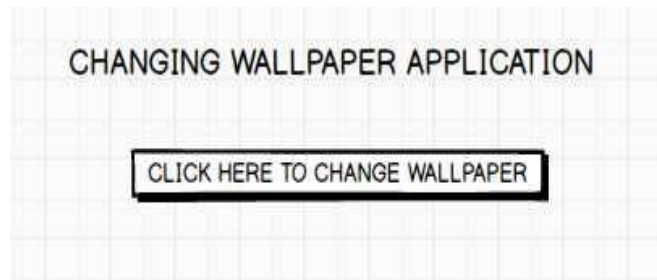 CHANGING WALLPAPER APPLICATION
CLICK HERE TO CHANGE WALLPAPER